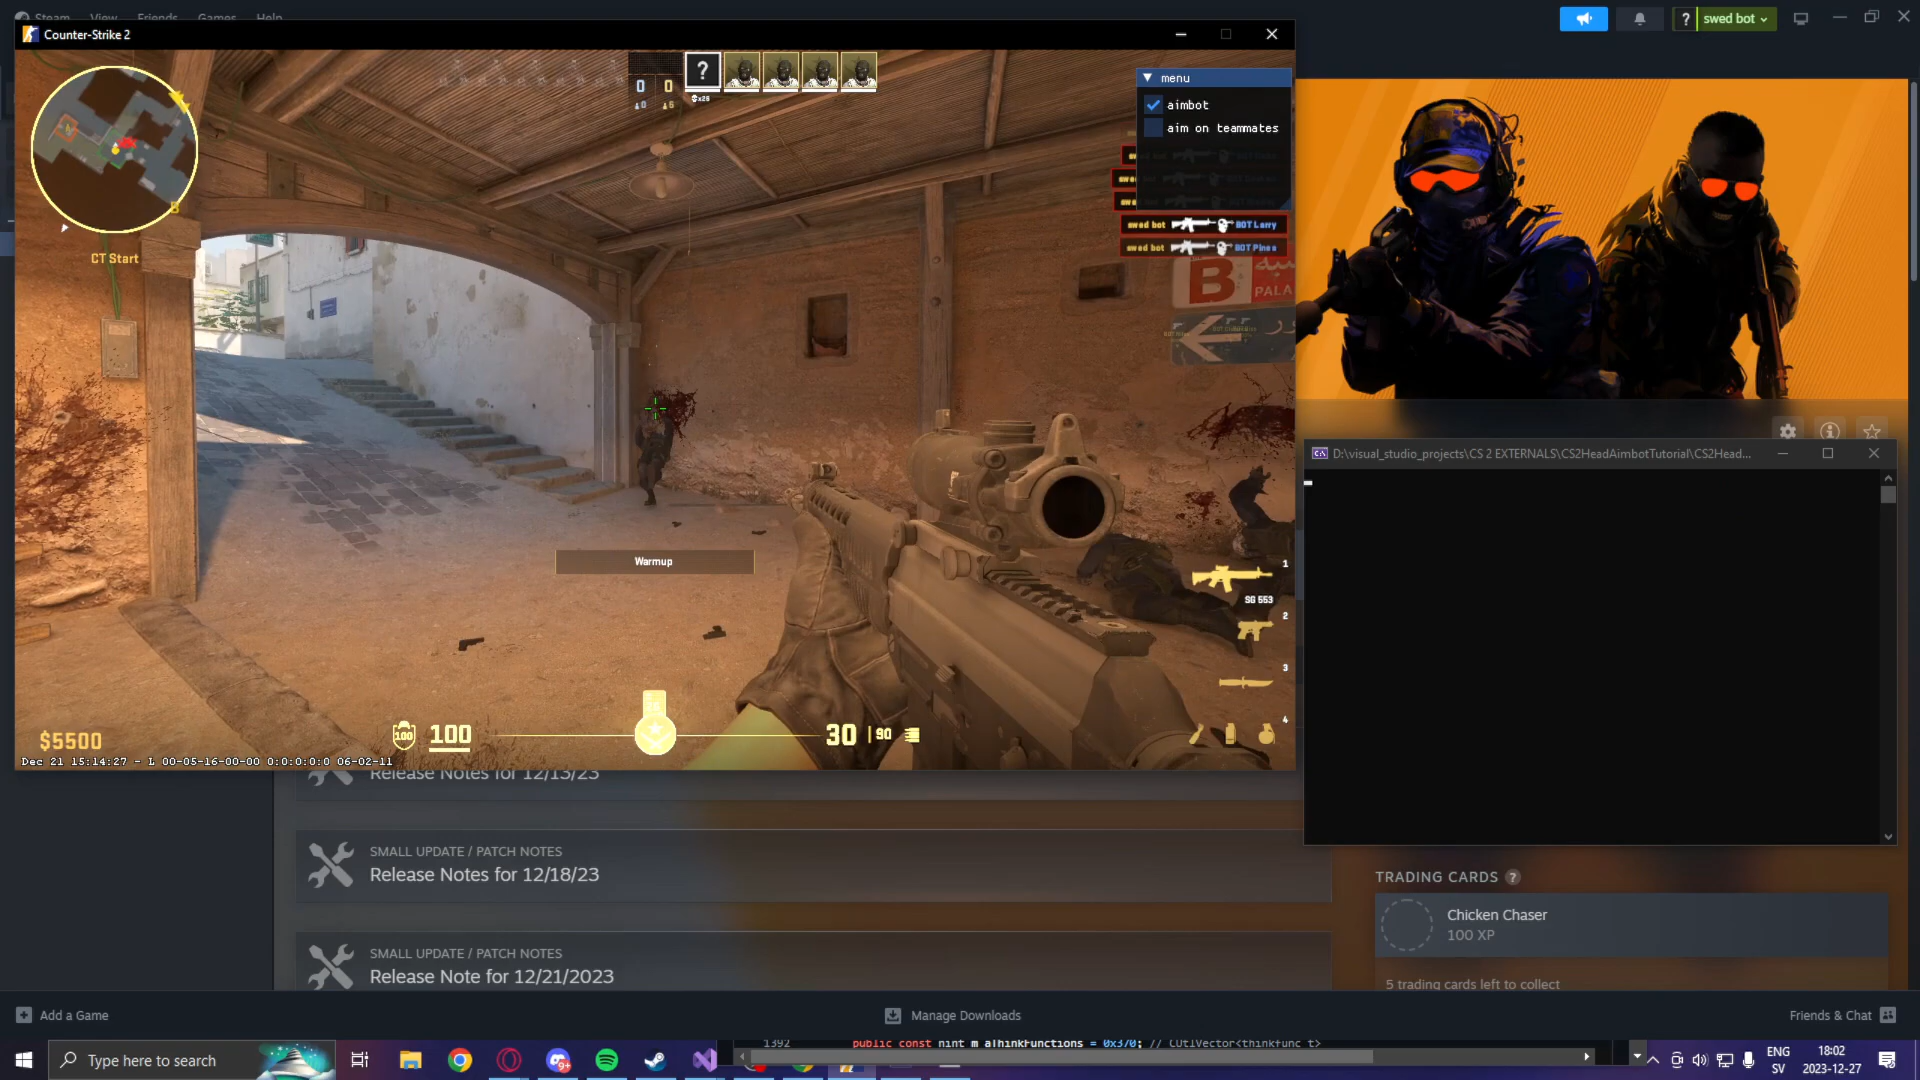 Steam View Friends Games Help
? swed bot
Counter-Strike 2
0 0
?
menu
aimbot
aim on teammates
swed bot BOT Larry
swed bot
B
PALA
B
CT Start
Warmup
1
SG 553
2
3
4
$5500
100
100
30 | 90
Dec 21 15:14:27 - L 00-05-16-00-00 0:0:0:0:0 06-02-11
D:\visual_studio_projects\CS 2 EXTERNALS\CS2HeadAimbotTutorial\CS2Head...
Release Notes for 12/13/23
SMALL UPDATE / PATCH NOTES
Release Notes for 12/18/23
SMALL UPDATE / PATCH NOTES
Release Note for 12/21/2023
TRADING CARDS ?
Chicken Chaser
100 XP
5 trading cards left to collect
Add a Game
Manage Downloads
Friends & Chat
1392 public const nint m_aThinkFunctions = 0x370; // CUtlVector<thinkfunc_t>
Type here to search
9+
ENG
SV
18:02
2023-12-27